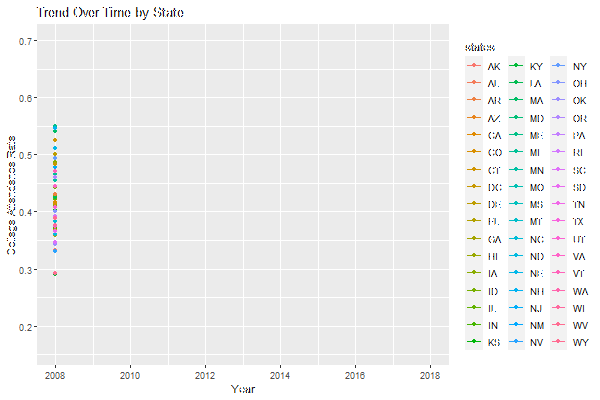 Trend Over Time by State
College Attendance Rate
0.7
0.6
0.5
0.4
0.3
0.2
2008 2010 2012 2014 2016 2018
Year
states
AK KY NY
AL LA OH
AR MA OK
AZ MD OR
CA ME PA
CO MI RI
CT MN SC
DC MO SD
DE MS TN
FL MT TX
GA NC UT
HI ND VA
IA NE VT
ID NH WA
IL NJ WI
IN NM WV
KS NV WY